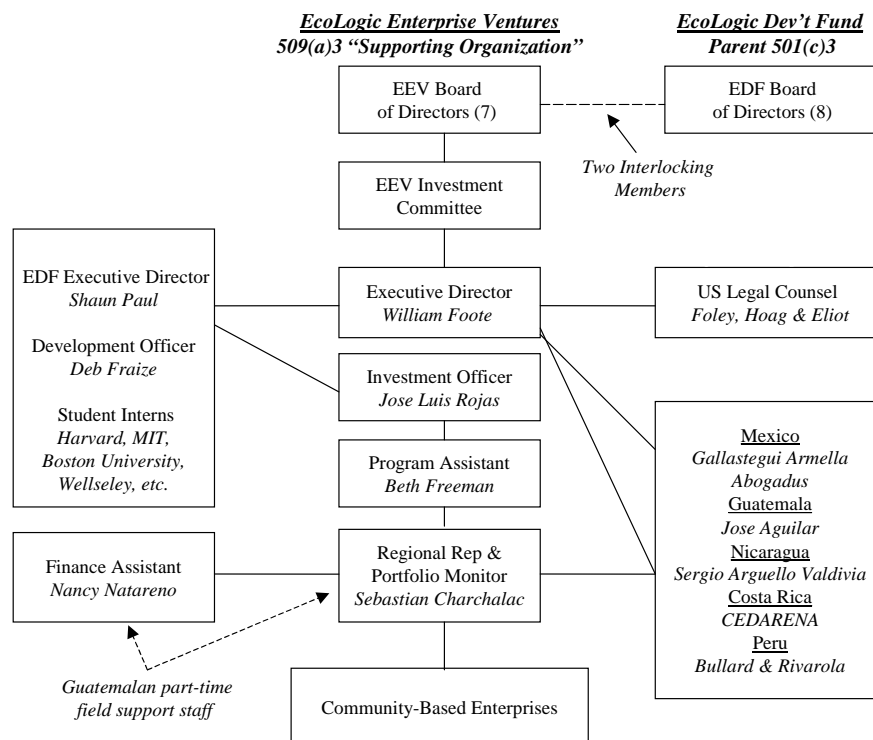 EcoLogic Enterprise Ventures
509(a)3 “Supporting Organization”
EcoLogic Dev’t Fund
Parent 501(c)3
EEV Board
of Directors (7)
EDF Board
of Directors (8)
Two Interlocking
Members
EEV Investment
Committee
EDF Executive Director
Shaun Paul
Development Officer
Deb Fraize
Student Interns
Harvard, MIT,
Boston University,
Wellseley, etc.
Executive Director
William Foote
US Legal Counsel
Foley, Hoag & Eliot
Investment Officer
Jose Luis Rojas
Program Assistant
Beth Freeman
Mexico
Gallastegui Armella
Abogadus
Guatemala
Jose Aguilar
Nicaragua
Sergio Arguello Valdivia
Costa Rica
CEDARENA
Peru
Bullard & Rivarola
Finance Assistant
Nancy Natareno
Regional Rep &
Portfolio Monitor
Sebastian Charchalac
Guatemalan part-time
field support staff
Community-Based Enterprises